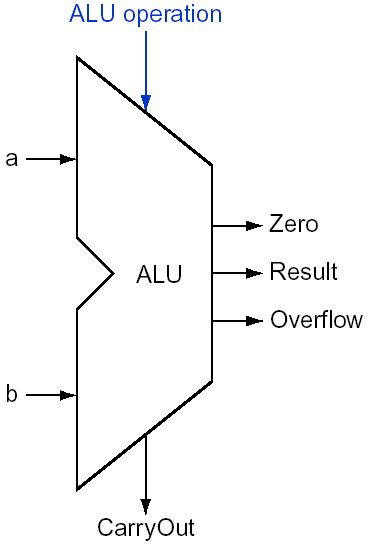 ALU operation
a
Zero
ALU
Result
Overflow
b
CarryOut